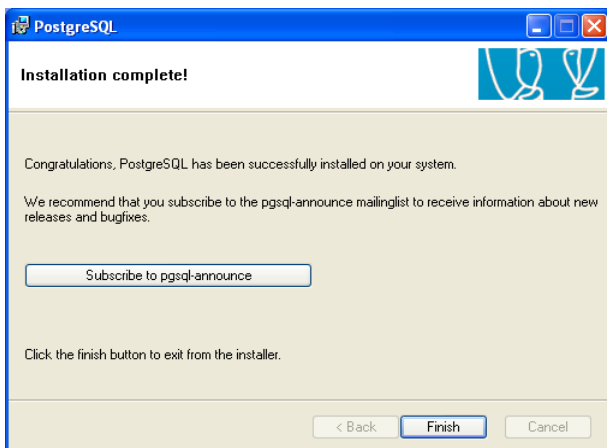 PostgreSQL
Installation complete!
Congratulations, PostgreSQL has been successfully installed on your system.
We recommend that you subscribe to the pgsql-announce mailinglist to receive information about new
releases and bugfixes.
Subscribe to pgsql-announce
Click the finish button to exit from the installer.
< Back Finish Cancel